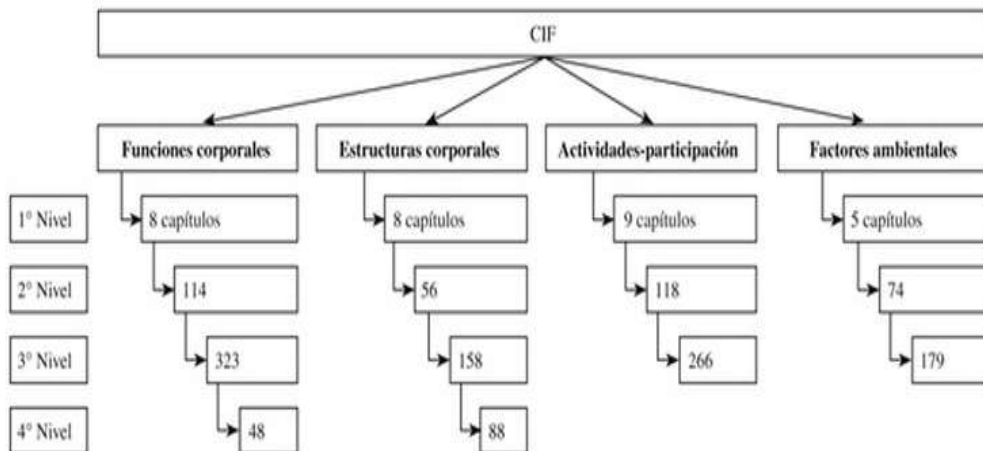 CIF
Funciones corporales
Estructuras corporales
Actividades-participación
Factores ambientales
1° Nivel
8 capítulos
8 capítulos
9 capítulos
5 capítulos
2° Nivel
114
56
118
74
3° Nivel
323
158
266
179
4° Nivel
48
88